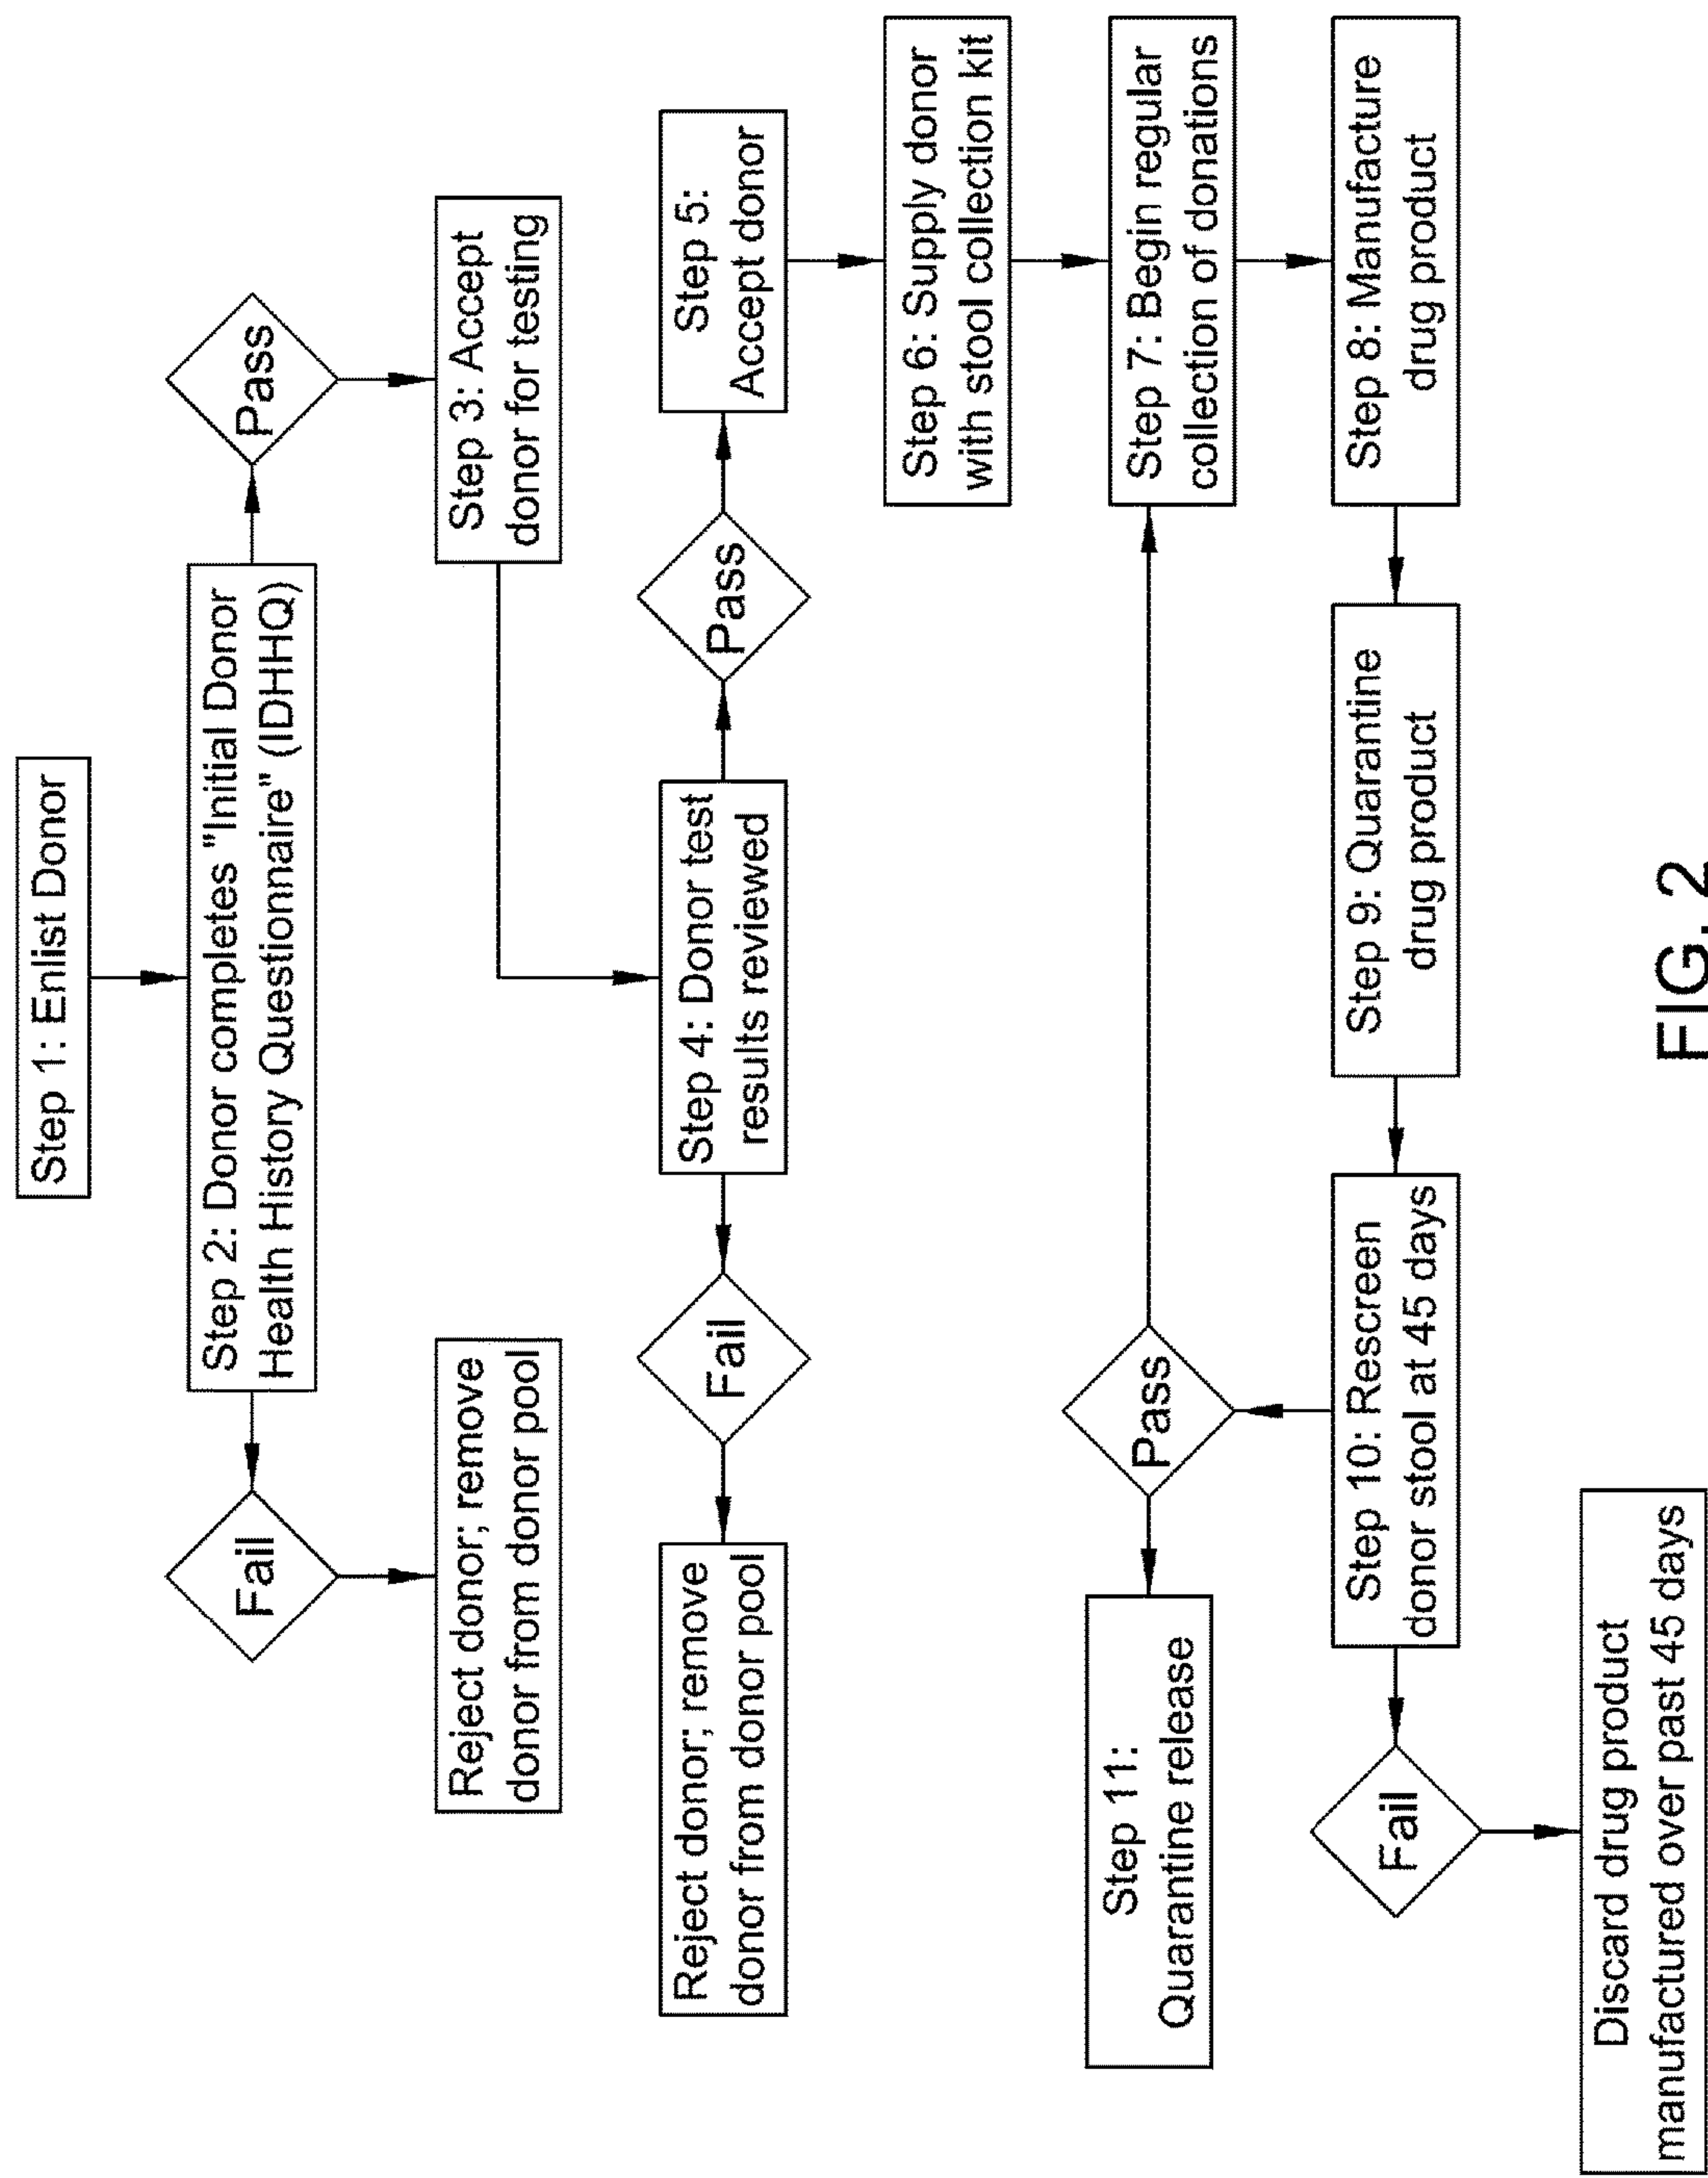 Step 1: Enlist Donor
Step 2: Donor completes "Initial Donor
Health History Questionnaire" (IDHHQ)
Fail
Pass
Reject donor; remove
donor from donor pool
Step 3: Accept
donor for testing
Step 4: Donor test
results reviewed
Fail
Pass
Reject donor; remove
donor from donor pool
Step 5:
Accept donor
Step 6: Supply donor
with stool collection kit
Step 7: Begin regular
collection of donations
Step 8: Manufacture
drug product
Step 9: Quarantine
drug product
Step 10: Rescreen
donor stool at 45 days
Pass
Step 11:
Quarantine release
Fail
Discard drug product
manufactured over past 45 days
FIG. 2